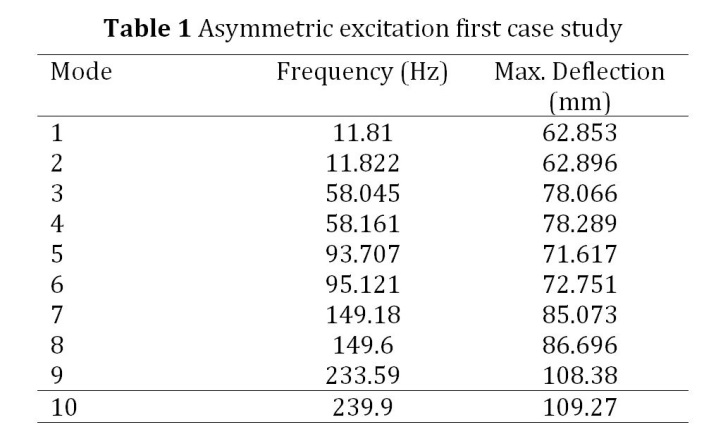 Table 1 Asymmetric excitation first case study
Mode Frequency (Hz) Max. Deflection
(mm)
1 11.81 62.853
2 11.822 62.896
3 58.045 78.066
4 58.161 78.289
5 93.707 71.617
6 95.121 72.751
7 149.18 85.073
8 149.6 86.696
9 233.59 108.38
10 239.9 109.27